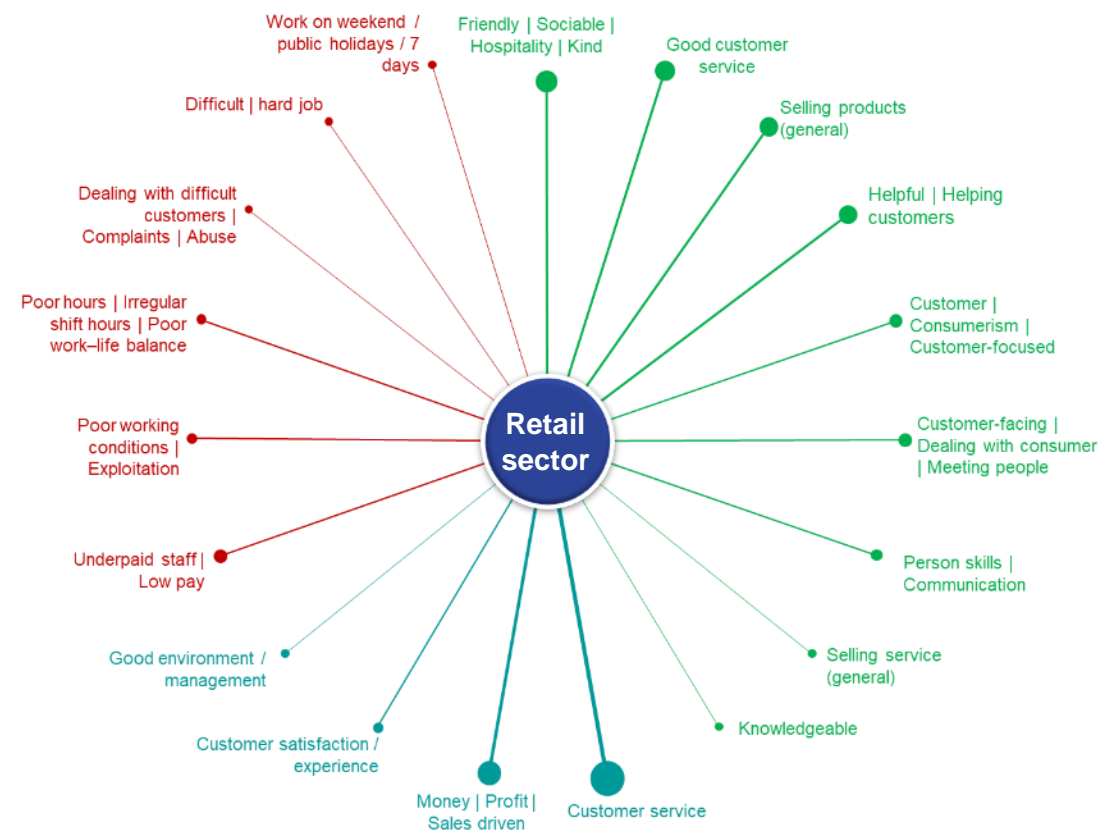 Work on weekend /
public holidays / 7
days
Friendly | Sociable |
Hospitality | Kind
Good customer
service
Difficult | hard job
Selling products
(general)
Dealing with difficult
customers |
Complaints | Abuse
Helpful | Helping
customers
Poor hours | Irregular
shift hours | Poor
work–life balance
Customer |
Consumerism |
Customer-focused
Retail
sector
Poor working
conditions |
Exploitation
Customer-facing |
Dealing with consumer
| Meeting people
Underpaid staff |
Low pay
Person skills |
Communication
Good environment /
management
Selling service
(general)
Customer satisfaction /
experience
Knowledgeable
Money | Profit |
Sales driven
Customer service